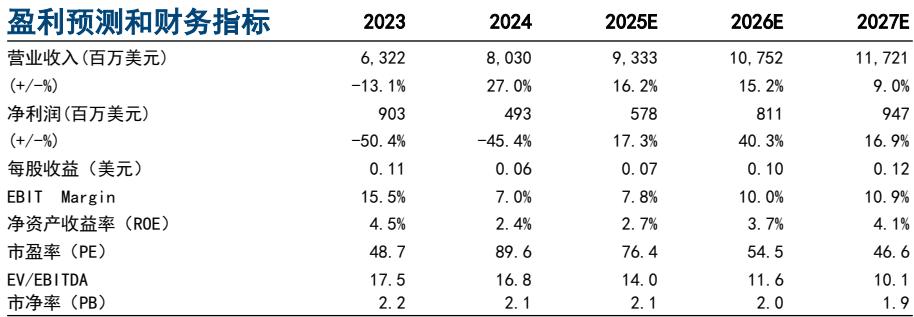 盈利预测和财务指标 2023 2024 2025E 2026E 2027E
营业收入(百万美元) 6,322 8,030 9,333 10,752 11,721
(+/-%) -13.1% 27.0% 16.2% 15.2% 9.0%
净利润(百万美元) 903 493 578 811 947
(+/-%) -50.4% -45.4% 17.3% 40.3% 16.9%
每股收益（美元） 0.11 0.06 0.07 0.10 0.12
EBIT Margin 15.5% 7.0% 7.8% 10.0% 10.9%
净资产收益率（ROE） 4.5% 2.4% 2.7% 3.7% 4.1%
市盈率（PE） 48.7 89.6 76.4 54.5 46.6
EV/EBITDA 17.5 16.8 14.0 11.6 10.1
市净率（PB） 2.2 2.1 2.1 2.0 1.9